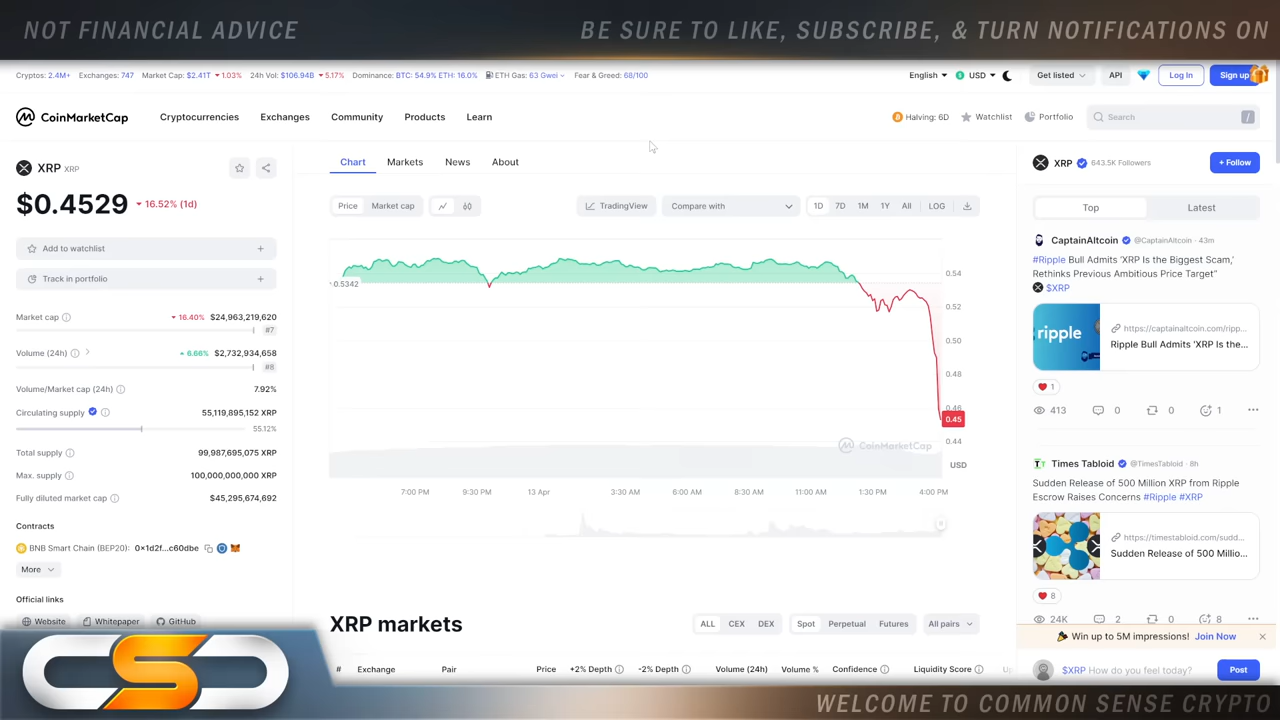 NOT FINANCIAL ADVICE
BE SURE TO LIKE, SUBSCRIBE, & TURN NOTIFICATIONS ON
Cryptos: 2.4M+ Exchanges: 747 Market Cap: $2.41T 1.03% 24h Vol: $106.94B 5.17% Dominance: BTC: 54.9% ETH: 16.0% ETH Gas: 63 Gwei Fear & Greed: 68/100
English USD Get listed API Log In Sign up
CoinMarketCap Cryptocurrencies Exchanges Community Products Learn
Halving: 6D Watchlist Portfolio Search /
XRP XRP
$0.4529 16.52% (1d)
Add to watchlist +
Track in portfolio +
Market cap 16.40% $24,963,219,620
#7
Volume (24h) 6.66% $2,732,934,658
#8
Volume/Market cap (24h) 7.92%
Circulating supply 55,119,895,152 XRP
55.12%
Total supply 99,987,695,075 XRP
Max. supply 100,000,000,000 XRP
Fully diluted market cap $45,295,674,692
Contracts
BNB Smart Chain (BEP20): 0x1d2f...c60dbe
More
Official links
Website Whitepaper GitHub
Chart Markets News About
Price Market cap TradingView Compare with 1D 7D 1M 1Y All LOG
0.5342
0.54
0.52
0.50
0.48
0.46
0.45
0.44
CoinMarketCap
USD
7:00 PM 9:30 PM 13 Apr 3:30 AM 6:00 AM 8:30 AM 11:00 AM 1:30 PM 4:00 PM
XRP markets ALL CEX DEX Spot Perpetual Futures All pairs
# Exchange Pair Price +2% Depth -2% Depth Volume (24h) Volume % Confidence Liquidity Score
XRP 643.5K Followers + Follow
Top Latest
CaptainAltcoin @CaptainAltcoin · 43m
#Ripple Bull Admits 'XRP Is the Biggest Scam,'
Rethinks Previous Ambitious Price Target"
$XRP
ripple
https://captainaltcoin.com/ripp...
Ripple Bull Admits 'XRP Is the...
1
413 0 0 1
Times Tabloid @TimesTabloid · 8h
Sudden Release of 500 Million XRP from Ripple
Escrow Raises Concerns #Ripple #XRP
https://timestabloid.com/sudd...
Sudden Release of 500 Millio...
8
24K 2 0 8
Win up to 5M impressions! Join Now
$XRP How do you feel today? Post
CSC
WELCOME TO COMMON SENSE CRYPTO